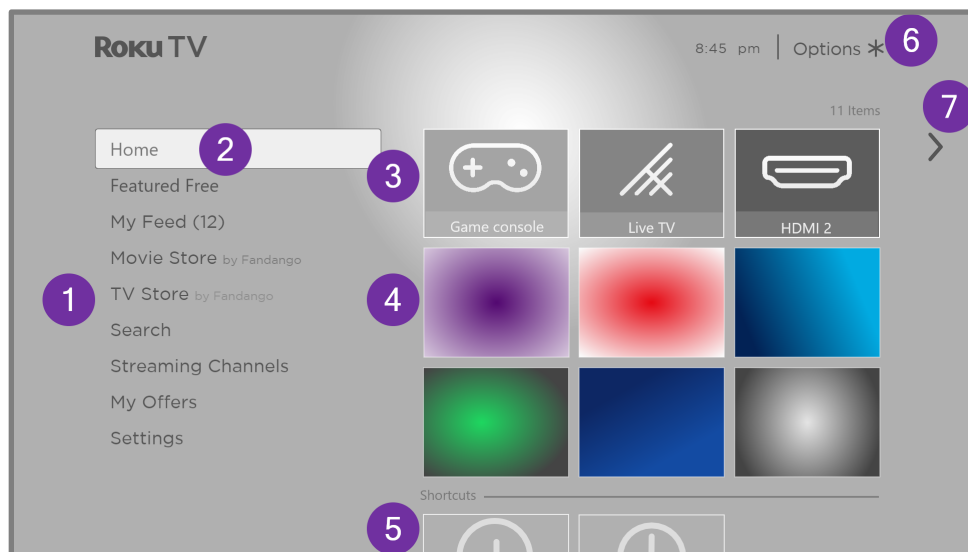 Roku TV
8:45 pm | Options * 6
7
11 Items
Home 2
3
Featured Free
My Feed (12)
Game console
Live TV
HDMI 2
Movie Store by Fandango
1
TV Store by Fandango
4
Search
Streaming Channels
My Offers
Settings
Shortcuts
5